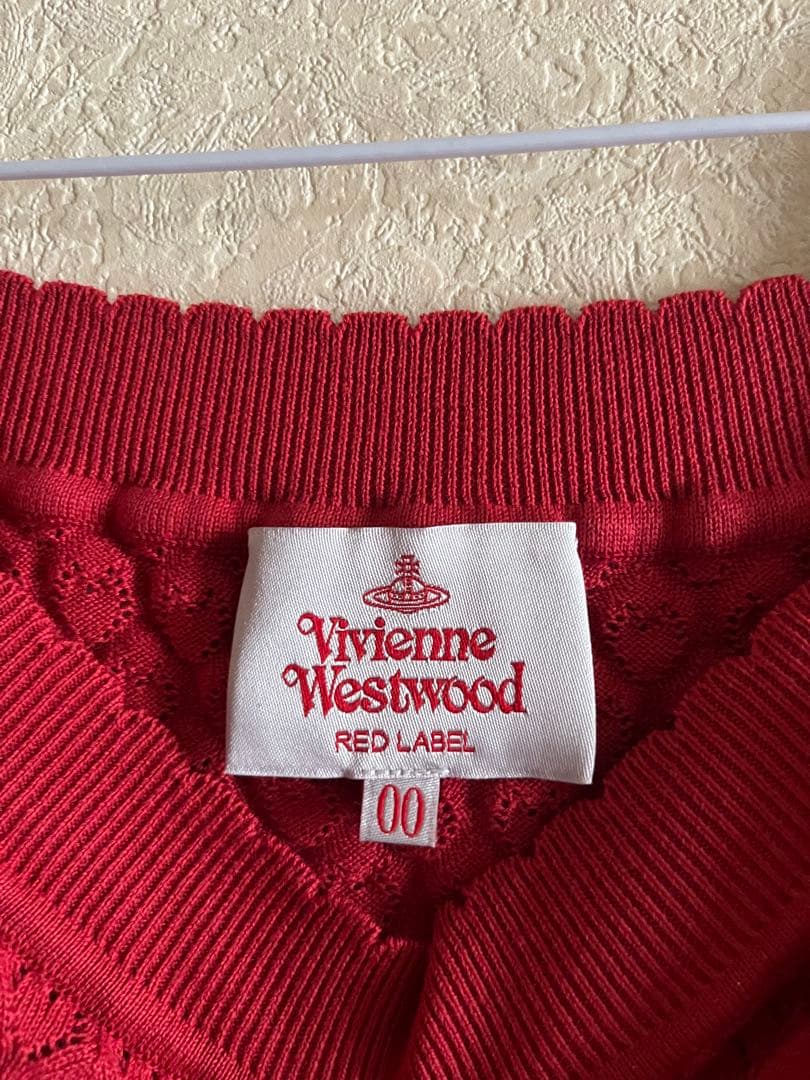 Vivienne
Westwood
RED LABEL
00